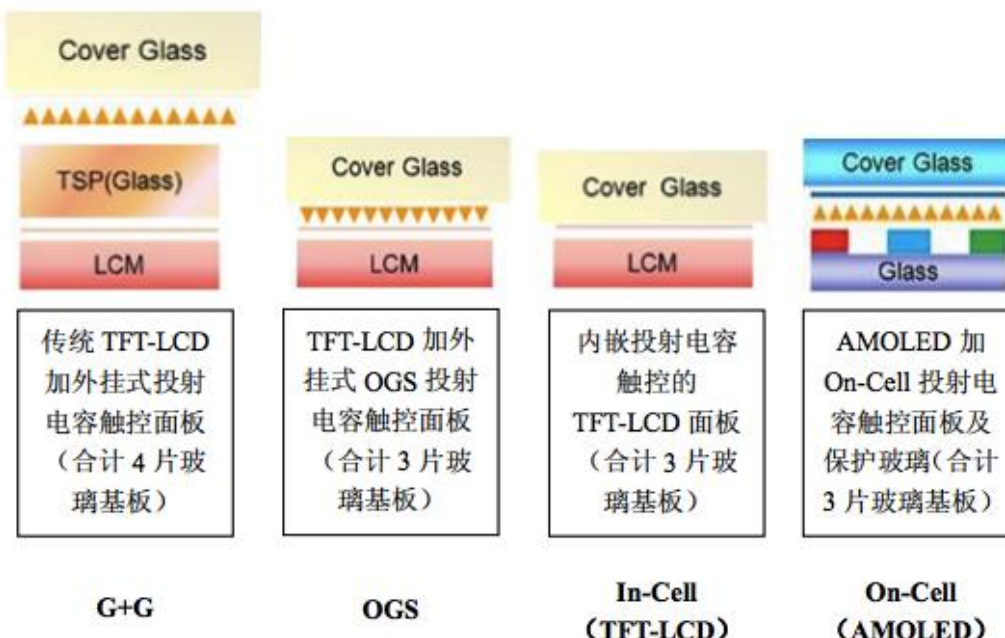 Cover Glass
TSP(Glass)
LCM
Cover Glass
LCM
Cover Glass
LCM
Cover Glass
Glass
传统 TFT-LCD
加外挂式投射
电容触控面板
（合计 4 片玻
璃基板）
TFT-LCD 加外
挂式 OGS 投射
电容触控面板
（合计 3 片玻
璃基板）
内嵌投射电容
触控的
TFT-LCD 面板
（合计 3 片玻
璃基板）
AMOLED 加
On-Cell 投射电
容触控面板及
保护玻璃（合计
3 片玻璃基板）
G+G
OGS
In-Cell
（TFT-LCD）
On-Cell
（AMOLED）